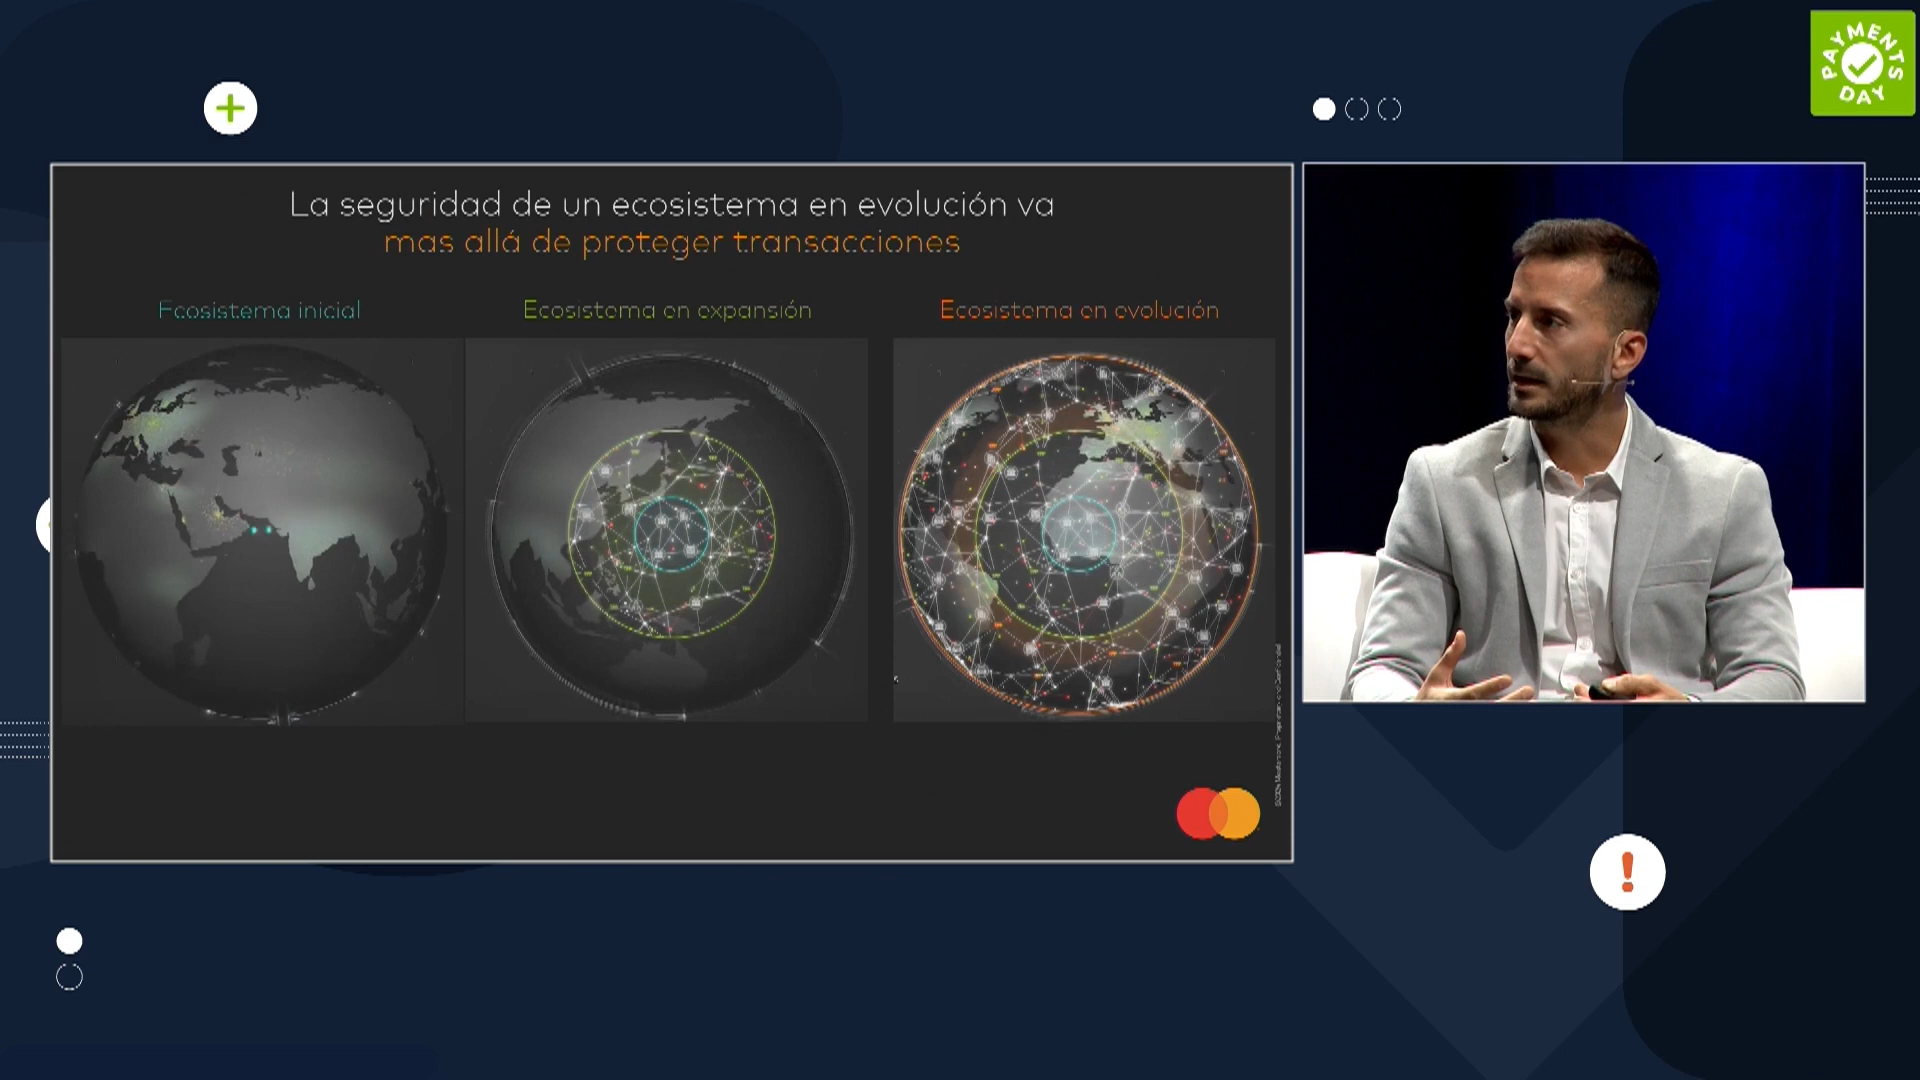 PAYMENTS
DAY
La seguridad de un ecosistema en evolución va
mas allá de proteger transacciones
Ecosistema inicial
Ecosistema en expansión
Ecosistema en evolución